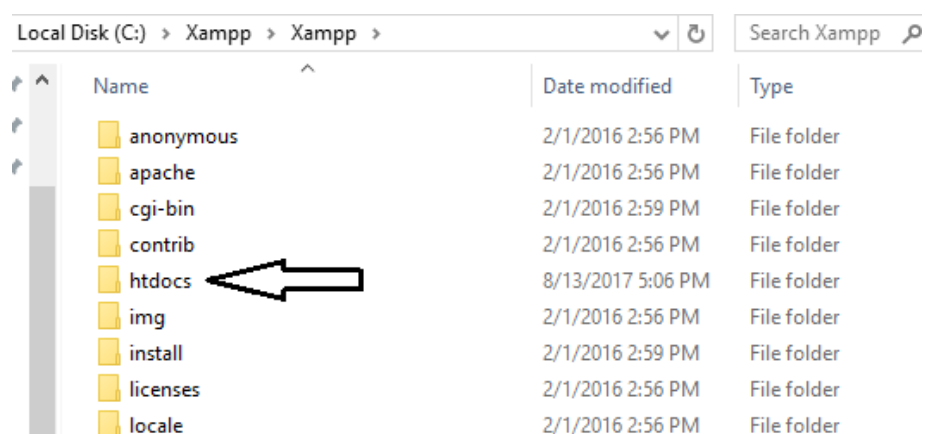 Local Disk (C:) > Xampp > Xampp > Search Xampp
Name Date modified Type
anonymous 2/1/2016 2:56 PM File folder
apache 2/1/2016 2:56 PM File folder
cgi-bin 2/1/2016 2:59 PM File folder
contrib 2/1/2016 2:56 PM File folder
htdocs 8/13/2017 5:06 PM File folder
img 2/1/2016 2:56 PM File folder
install 2/1/2016 2:59 PM File folder
licenses 2/1/2016 2:56 PM File folder
locale 2/1/2016 2:56 PM File folder